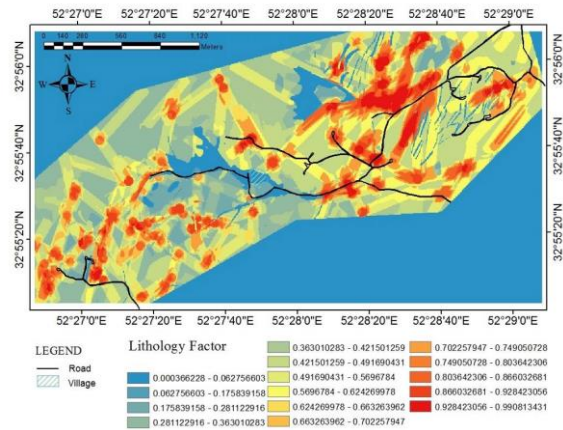 52°27'0"E 52°27'20"E 52°27'40"E 52°28'0"E 52°28'20"E 52°28'40"E 52°29'0"E
0 140 280 560 840 1,120
Meters
N
W E
S
32°56'0"N 32°56'0"N
32°55'40"N 32°55'40"N
32°55'20"N 32°55'20"N
52°27'0"E 52°27'20"E 52°27'40"E 52°28'0"E 52°28'20"E 52°28'40"E 52°29'0"E
LEGEND
Road
Village
Lithology Factor
0.000366228 - 0.062756603
0.062756603 - 0.175839158
0.175839158 - 0.281122916
0.281122916 - 0.363010283
0.363010283 - 0.421501259
0.421501259 - 0.491690431
0.491690431 - 0.5696784
0.5696784 - 0.624269978
0.624269978 - 0.663263962
0.663263962 - 0.702257947
0.702257947 - 0.749050728
0.749050728 - 0.803642306
0.803642306 - 0.866032681
0.866032681 - 0.928423056
0.928423056 - 0.990813431